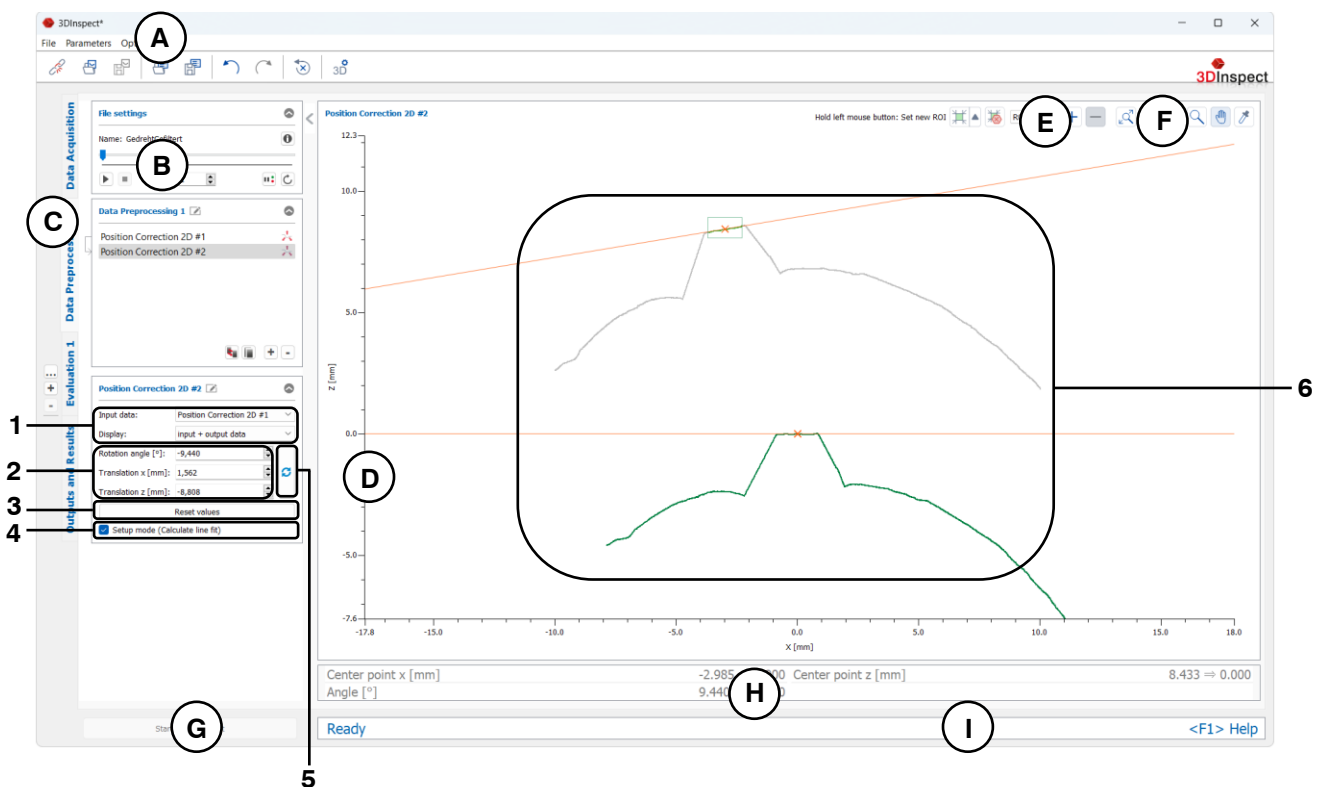 3DInspect*
File Parameters
A
3D
3DInspect
Data Acquisition
File settings
Name: GedrehtGefiltert
B
C
Data Preprocessing 1
Position Correction 2D #1
Position Correction 2D #2
Evaluation 1
...
+
-
+ -
Position Correction 2D #2
Input data: Position Correction 2D #1
Display: input + output data
Rotation angle [°]: -9,440
Translation x [mm]: 1,562
Translation z [mm]: -8,808
Reset values
Setup mode (Calculate line fit)
Outputs and Results
1
2
3
4
5
6
Position Correction 2D #2
Hold left mouse button: Set new ROI
E
F
12.3
10.0
5.0
0.0
-5.0
-7.6
Z [mm]
D
-17.8 -15.0 -10.0 -5.0 0.0 5.0 10.0 15.0 18.0
X [mm]
Center point x [mm] -2.985 Center point z [mm] 8.433 ⇒ 0.000
Angle [°] 9.440
H
G
I
Ready <F1> Help